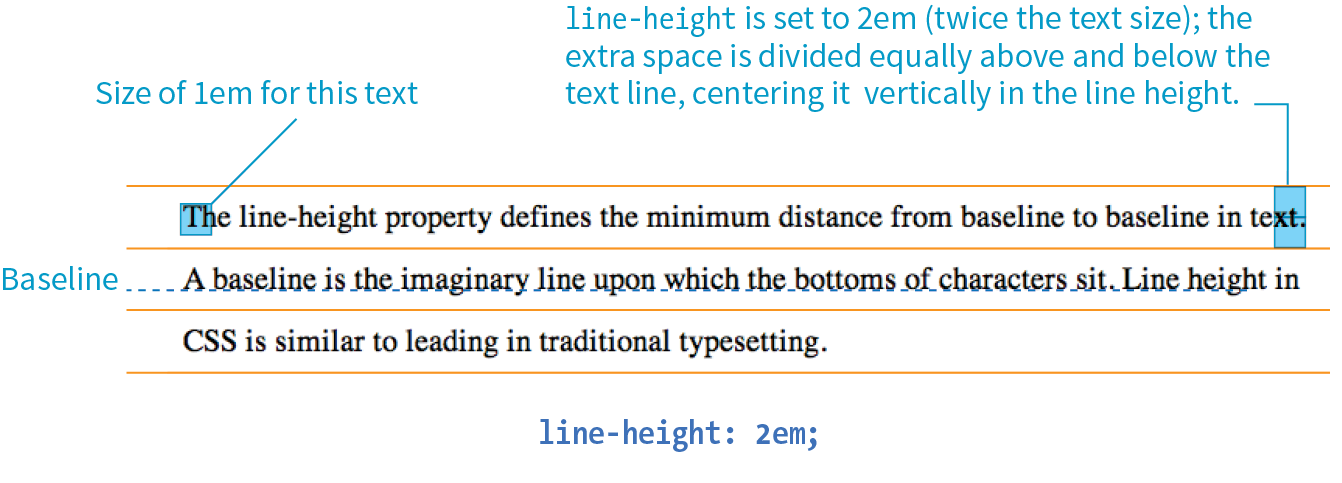 line-height is set to 2em (twice the text size); the
extra space is divided equally above and below the
text line, centering it vertically in the line height.
Size of 1em for this text
The line-height property defines the minimum distance from baseline to baseline in text.
Baseline
A baseline is the imaginary line upon which the bottoms of characters sit. Line height in
CSS is similar to leading in traditional typesetting.
line-height: 2em;